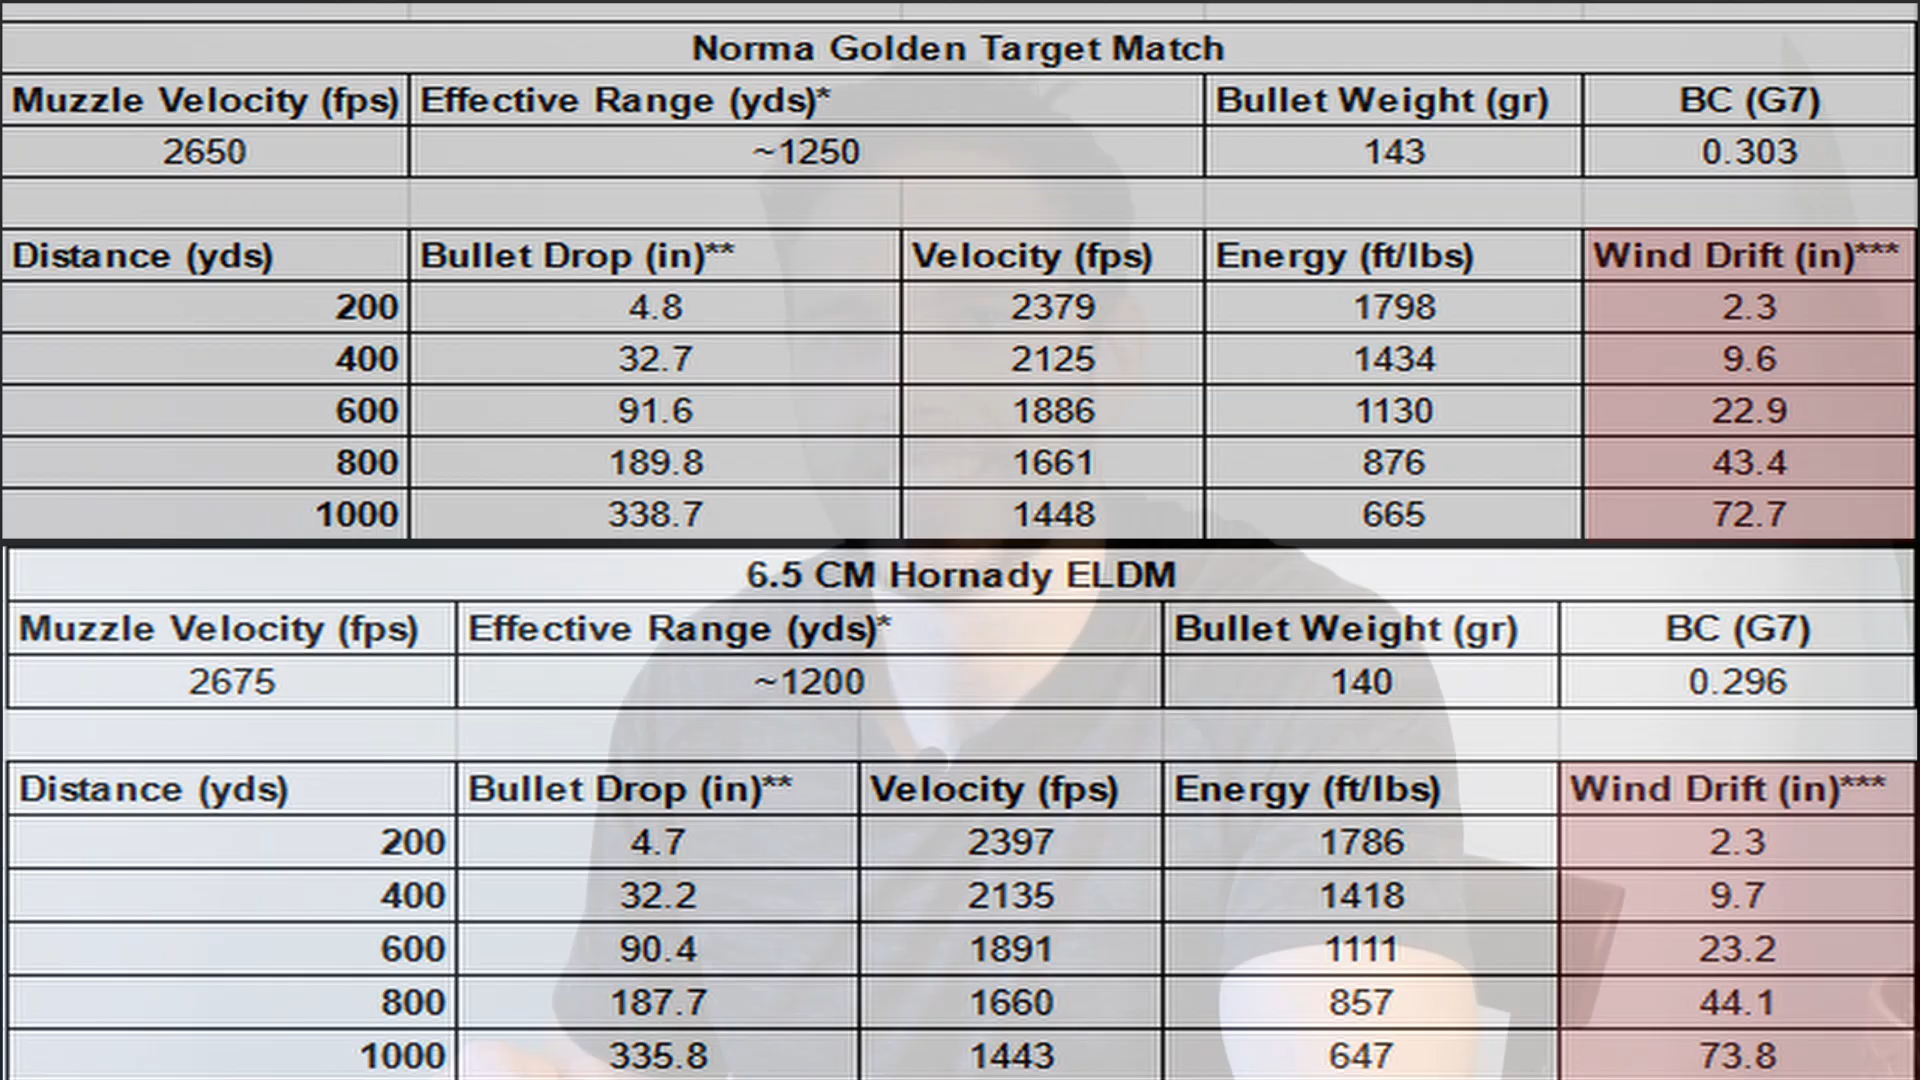 Norma Golden Target Match
Muzzle Velocity (fps) Effective Range (yds)* Bullet Weight (gr) BC (G7)
2650 ~1250 143 0.303
Distance (yds) Bullet Drop (in)** Velocity (fps) Energy (ft/lbs) Wind Drift (in)***
200 4.8 2379 1798 2.3
400 32.7 2125 1434 9.6
600 91.6 1886 1130 22.9
800 189.8 1661 876 43.4
1000 338.7 1448 665 72.7
6.5 CM Hornady ELDM
Muzzle Velocity (fps) Effective Range (yds)* Bullet Weight (gr) BC (G7)
2675 ~1200 140 0.296
Distance (yds) Bullet Drop (in)** Velocity (fps) Energy (ft/lbs) Wind Drift (in)***
200 4.7 2397 1786 2.3
400 32.2 2135 1418 9.7
600 90.4 1891 1111 23.2
800 187.7 1660 857 44.1
1000 335.8 1443 647 73.8